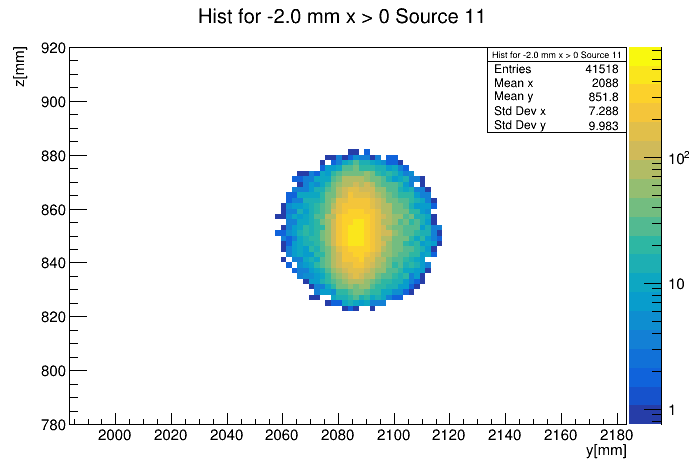 Hist for -2.0 mm x > 0 Source 11
z[mm]
920
900
880
860
840
820
800
780
Hist for -2.0 mm x > 0 Source 11
Entries 41518
Mean x 2088
Mean y 851.8
Std Dev x 7.288
Std Dev y 9.983
10²
10
1
2000 2020 2040 2060 2080 2100 2120 2140 2160 2180
y[mm]